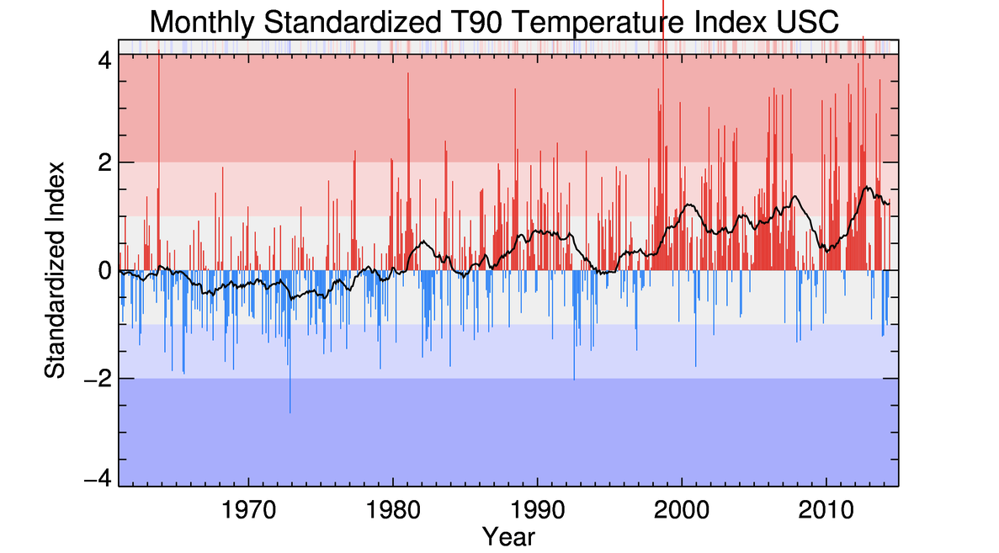 Monthly Standardized T90 Temperature Index USC
4
2
0
−2
−4
Standardized Index
1970 1980 1990 2000 2010
Year